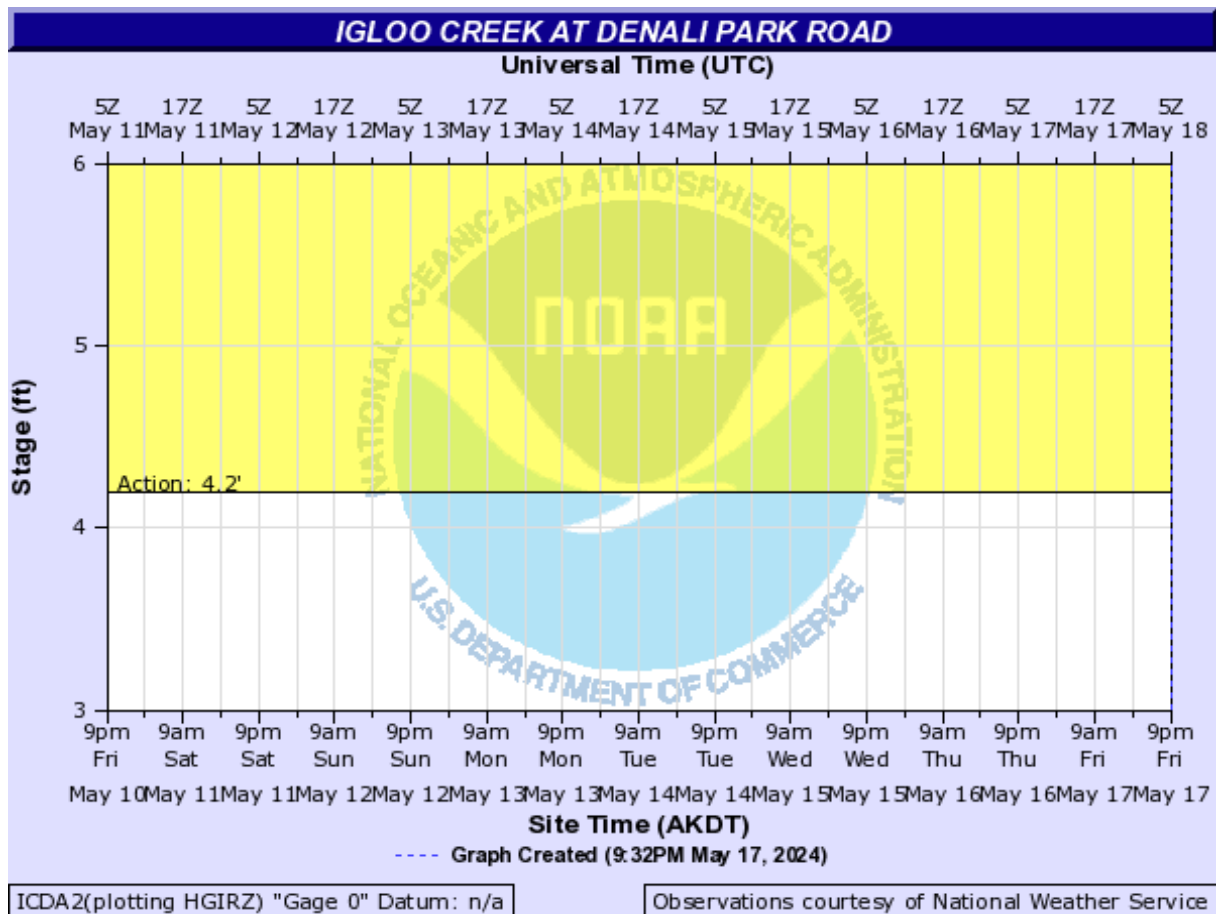 IGLOO CREEK AT DENALI PARK ROAD
Universal Time (UTC)
5Z 17Z 5Z 17Z 5Z 17Z 5Z 17Z 5Z 17Z 5Z 17Z 5Z 17Z 5Z
May 11 May 11 May 12 May 12 May 13 May 13 May 14 May 14 May 15 May 15 May 16 May 16 May 17 May 17 May 18
6
5
4
3
Stage (ft)
Action: 4.2'
NATIONAL OCEANIC AND ATMOSPHERIC ADMINISTRATION
NOAA
U.S. DEPARTMENT OF COMMERCE
9pm 9am 9pm 9am 9pm 9am 9pm 9am 9pm 9am 9pm 9am 9pm 9am 9pm
Fri Sat Sat Sun Sun Mon Mon Tue Tue Wed Wed Thu Thu Fri Fri
May 10 May 11 May 11 May 12 May 12 May 13 May 13 May 14 May 14 May 15 May 15 May 16 May 16 May 17 May 17
Site Time (AKDT)
---- Graph Created (9:32PM May 17, 2024)
ICDA2(plotting HGIRZ) "Gage 0" Datum: n/a
Observations courtesy of National Weather Service